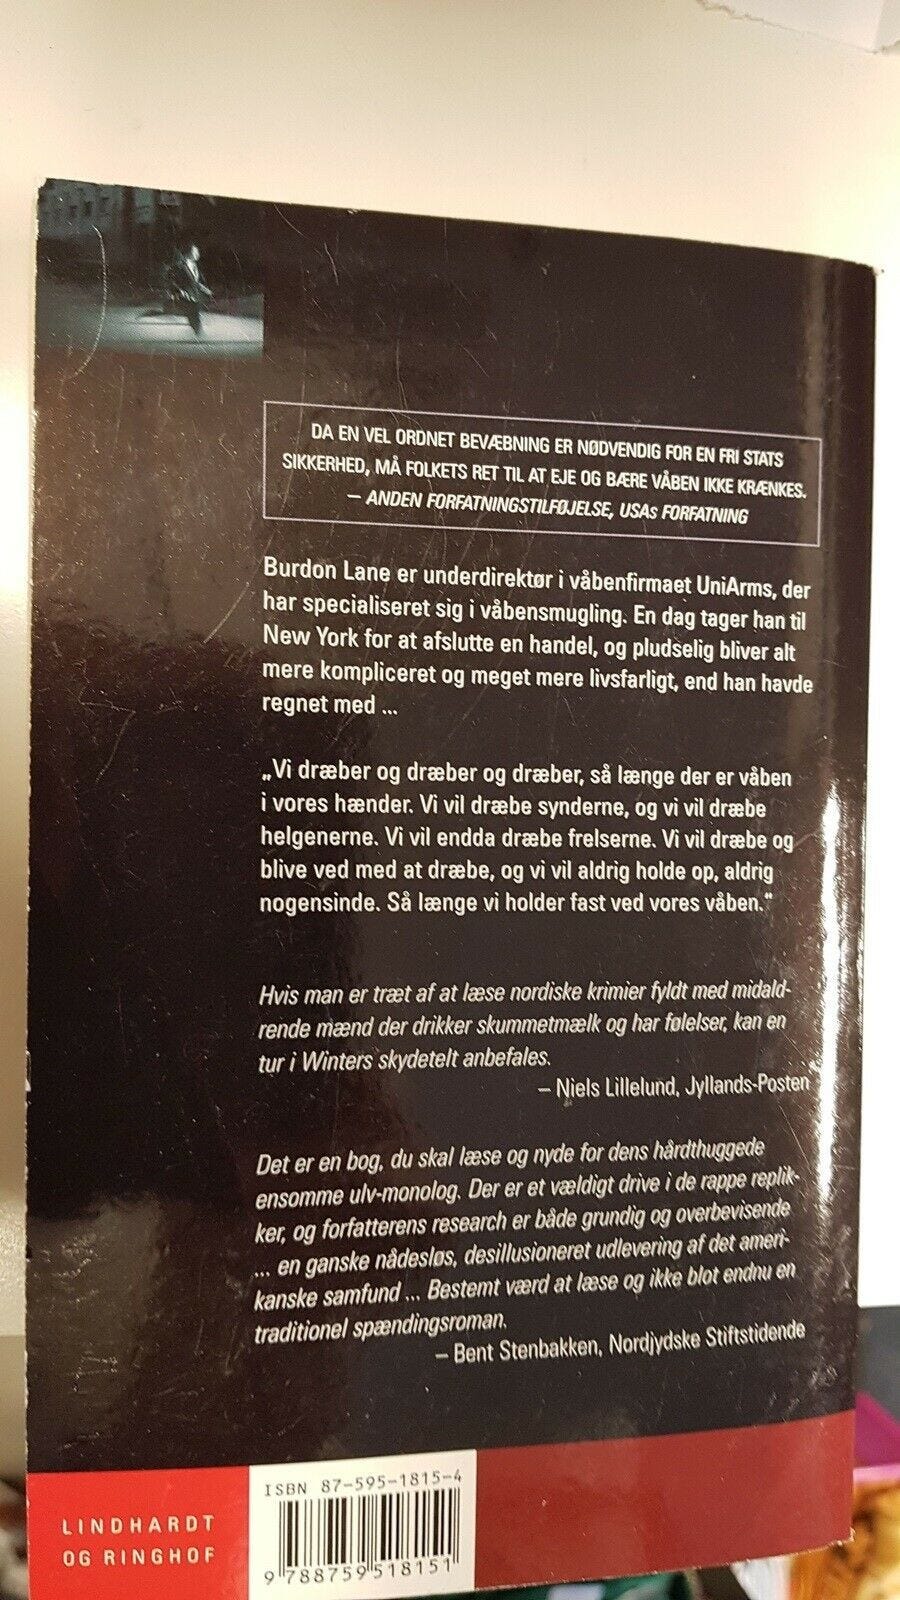 DA EN VEL ORDNET BEVÆBNING ER NØDVENDIG FOR EN FRI STATS
SIKKERHED, MÅ FOLKETS RET TIL AT EJE OG BÆRE VÅBEN IKKE KRÆNKES.
– ANDEN FORFATNINGSTILFØJELSE, USAs FORFATNING
Burdon Lane er underdirektør i våbenfirmaet UniArms, der
har specialiseret sig i våbensmugling. En dag tager han til
New York for at afslutte en handel, og pludselig bliver alt
mere kompliceret og meget mere livsfarligt, end han havde
regnet med ...
„Vi dræber og dræber og dræber, så længe der er våben
i vores hænder. Vi vil dræbe synderne, og vi vil dræbe
helgenerne. Vi vil endda dræbe frelserne. Vi vil dræbe og
blive ved med at dræbe, og vi vil aldrig holde op, aldrig
nogensinde. Så længe vi holder fast ved vores våben.“
Hvis man er træt af at læse nordiske krimier fyldt med midald-
rende mænd der drikker skummetmælk og har følelser, kan en
tur i Winters skydetelt anbefales.
– Niels Lillelund, Jyllands-Posten
Det er en bog, du skal læse og nyde for dens hårdthuggede
ensomme ulv-monolog. Der er et vældigt drive i de rappe replik-
ker, og forfatterens research er både grundig og overbevisende
... en ganske nådesløs, desillusioneret udlevering af det ameri-
kanske samfund ... Bestemt værd at læse og ikke blot endnu en
traditionel spændingsroman.
– Bent Stenbakken, Nordjydske Stiftstidende
LINDHARDT
OG RINGHOF
ISBN 87-595-1815-4
9 788759 518151